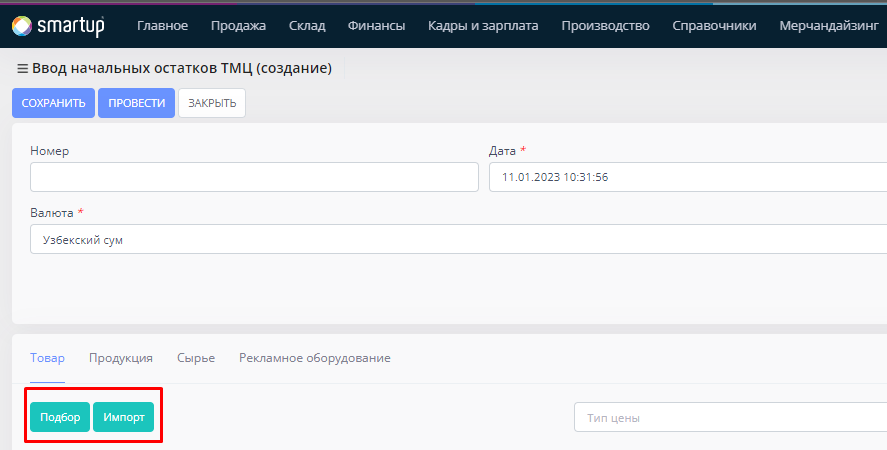 smartup Главное Продажа Склад Финансы Кадры и зарплата Производство Справочники Мерчандайзинг
Ввод начальных остатков ТМЦ (создание)
СОХРАНИТЬ ПРОВЕСТИ ЗАКРЫТЬ
Номер Дата *
11.01.2023 10:31:56
Валюта *
Узбекский сум
Товар Продукция Сырье Рекламное оборудование
Подбор Импорт Тип цены